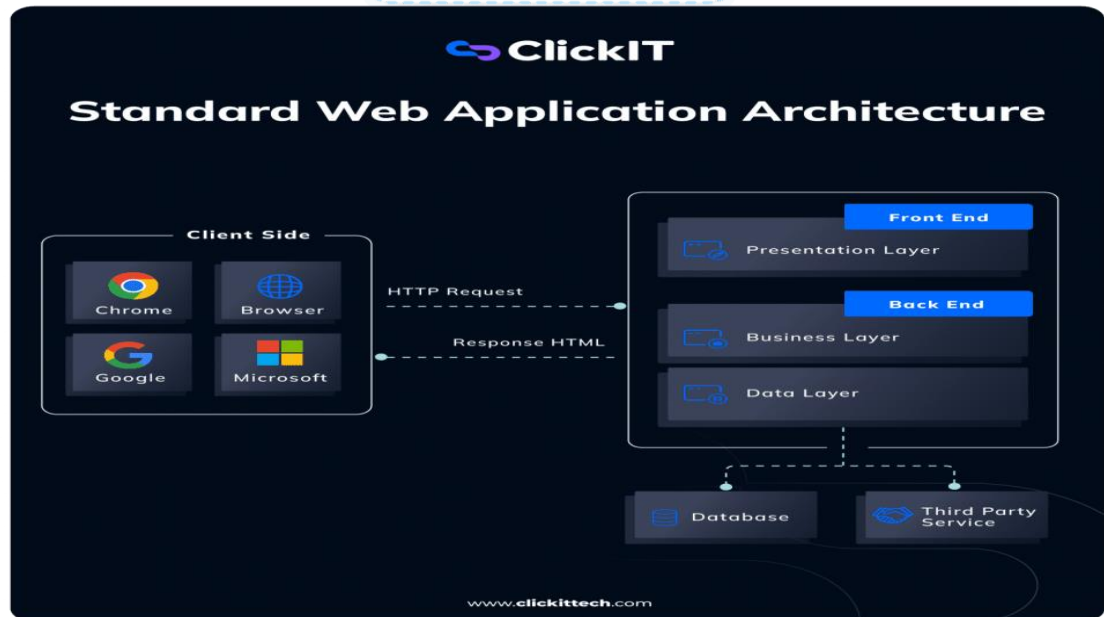 ClickIT
Standard Web Application Architecture
Client Side
Chrome
Browser
Google
Microsoft
HTTP Request
Response HTML
Front End
Presentation Layer
Back End
Business Layer
Data Layer
Database
Third Party
Service
www.clickittech.com